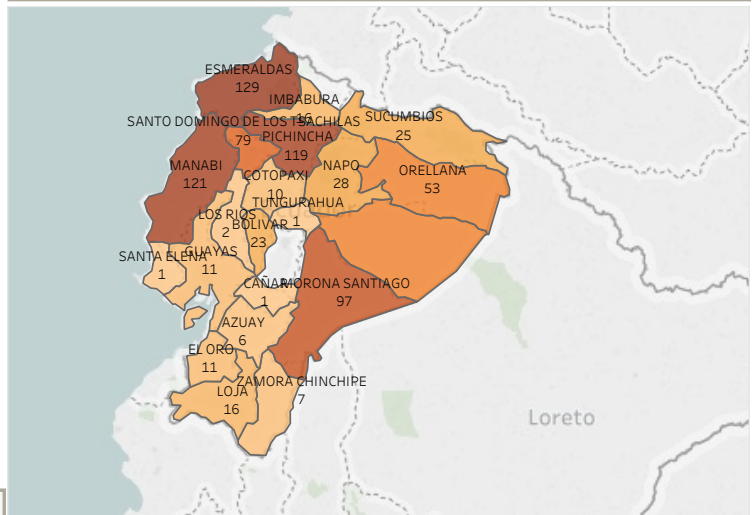 ESMERALDAS
129
IMBABURA
16
SANTO DOMINGO DE LOS TSACHILAS
79
SUCUMBIOS
25
PICHINCHA
119
MANABI
121
NAPO
28
ORELLANA
53
COTOPAXI
10
TUNGURAHUA
1
LOS RIOS
2
BOLIVAR
23
SANTA ELENA
1
GUAYAS
11
CAÑAR
1
MORONA SANTIAGO
97
AZUAY
6
EL ORO
11
ZAMORA CHINCHIPE
7
LOJA
16
Loreto